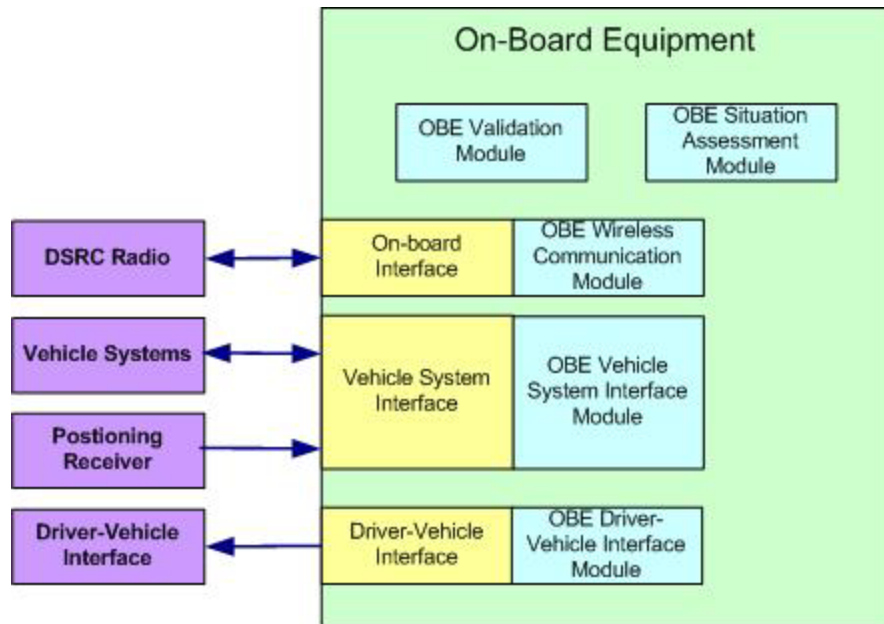 On-Board Equipment
OBE Validation
Module
OBE Situation
Assessment
Module
DSRC Radio
On-board
Interface
OBE Wireless
Communication
Module
Vehicle Systems
Vehicle System
Interface
OBE Vehicle
System Interface
Module
Postioning
Receiver
Driver-Vehicle
Interface
Driver-Vehicle
Interface
OBE Driver-
Vehicle Interface
Module